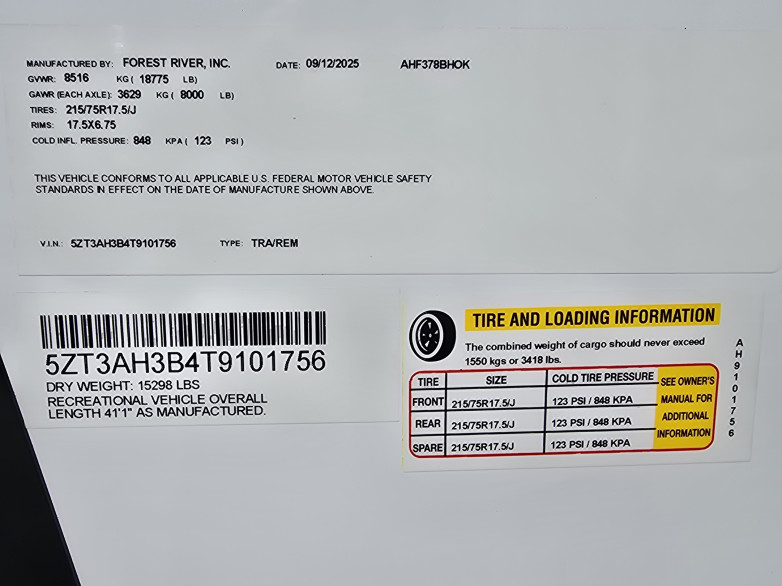 MANUFACTURED BY: FOREST RIVER, INC. DATE: 09/12/2025 AHF378BHOK
GVWR: 8516 KG ( 18775 LB)
GAWR (EACH AXLE): 3629 KG ( 8000 LB)
TIRES: 215/75R17.5/J
RIMS: 17.5X6.75
COLD INFL. PRESSURE: 848 KPA ( 123 PSI )
THIS VEHICLE CONFORMS TO ALL APPLICABLE U.S. FEDERAL MOTOR VEHICLE SAFETY
STANDARDS IN EFFECT ON THE DATE OF MANUFACTURE SHOWN ABOVE.
V.I.N.: 5ZT3AH3B4T9101756 TYPE: TRA/REM
5ZT3AH3B4T9101756
DRY WEIGHT: 15298 LBS
RECREATIONAL VEHICLE OVERALL
LENGTH 41'1" AS MANUFACTURED.
TIRE AND LOADING INFORMATION
The combined weight of cargo should never exceed
1550 kgs or 3418 lbs.
TIRE SIZE COLD TIRE PRESSURE
FRONT 215/75R17.5/J 123 PSI / 848 KPA
REAR 215/75R17.5/J 123 PSI / 848 KPA
SPARE 215/75R17.5/J 123 PSI / 848 KPA
SEE OWNER'S
MANUAL FOR
ADDITIONAL
INFORMATION
AH9101756